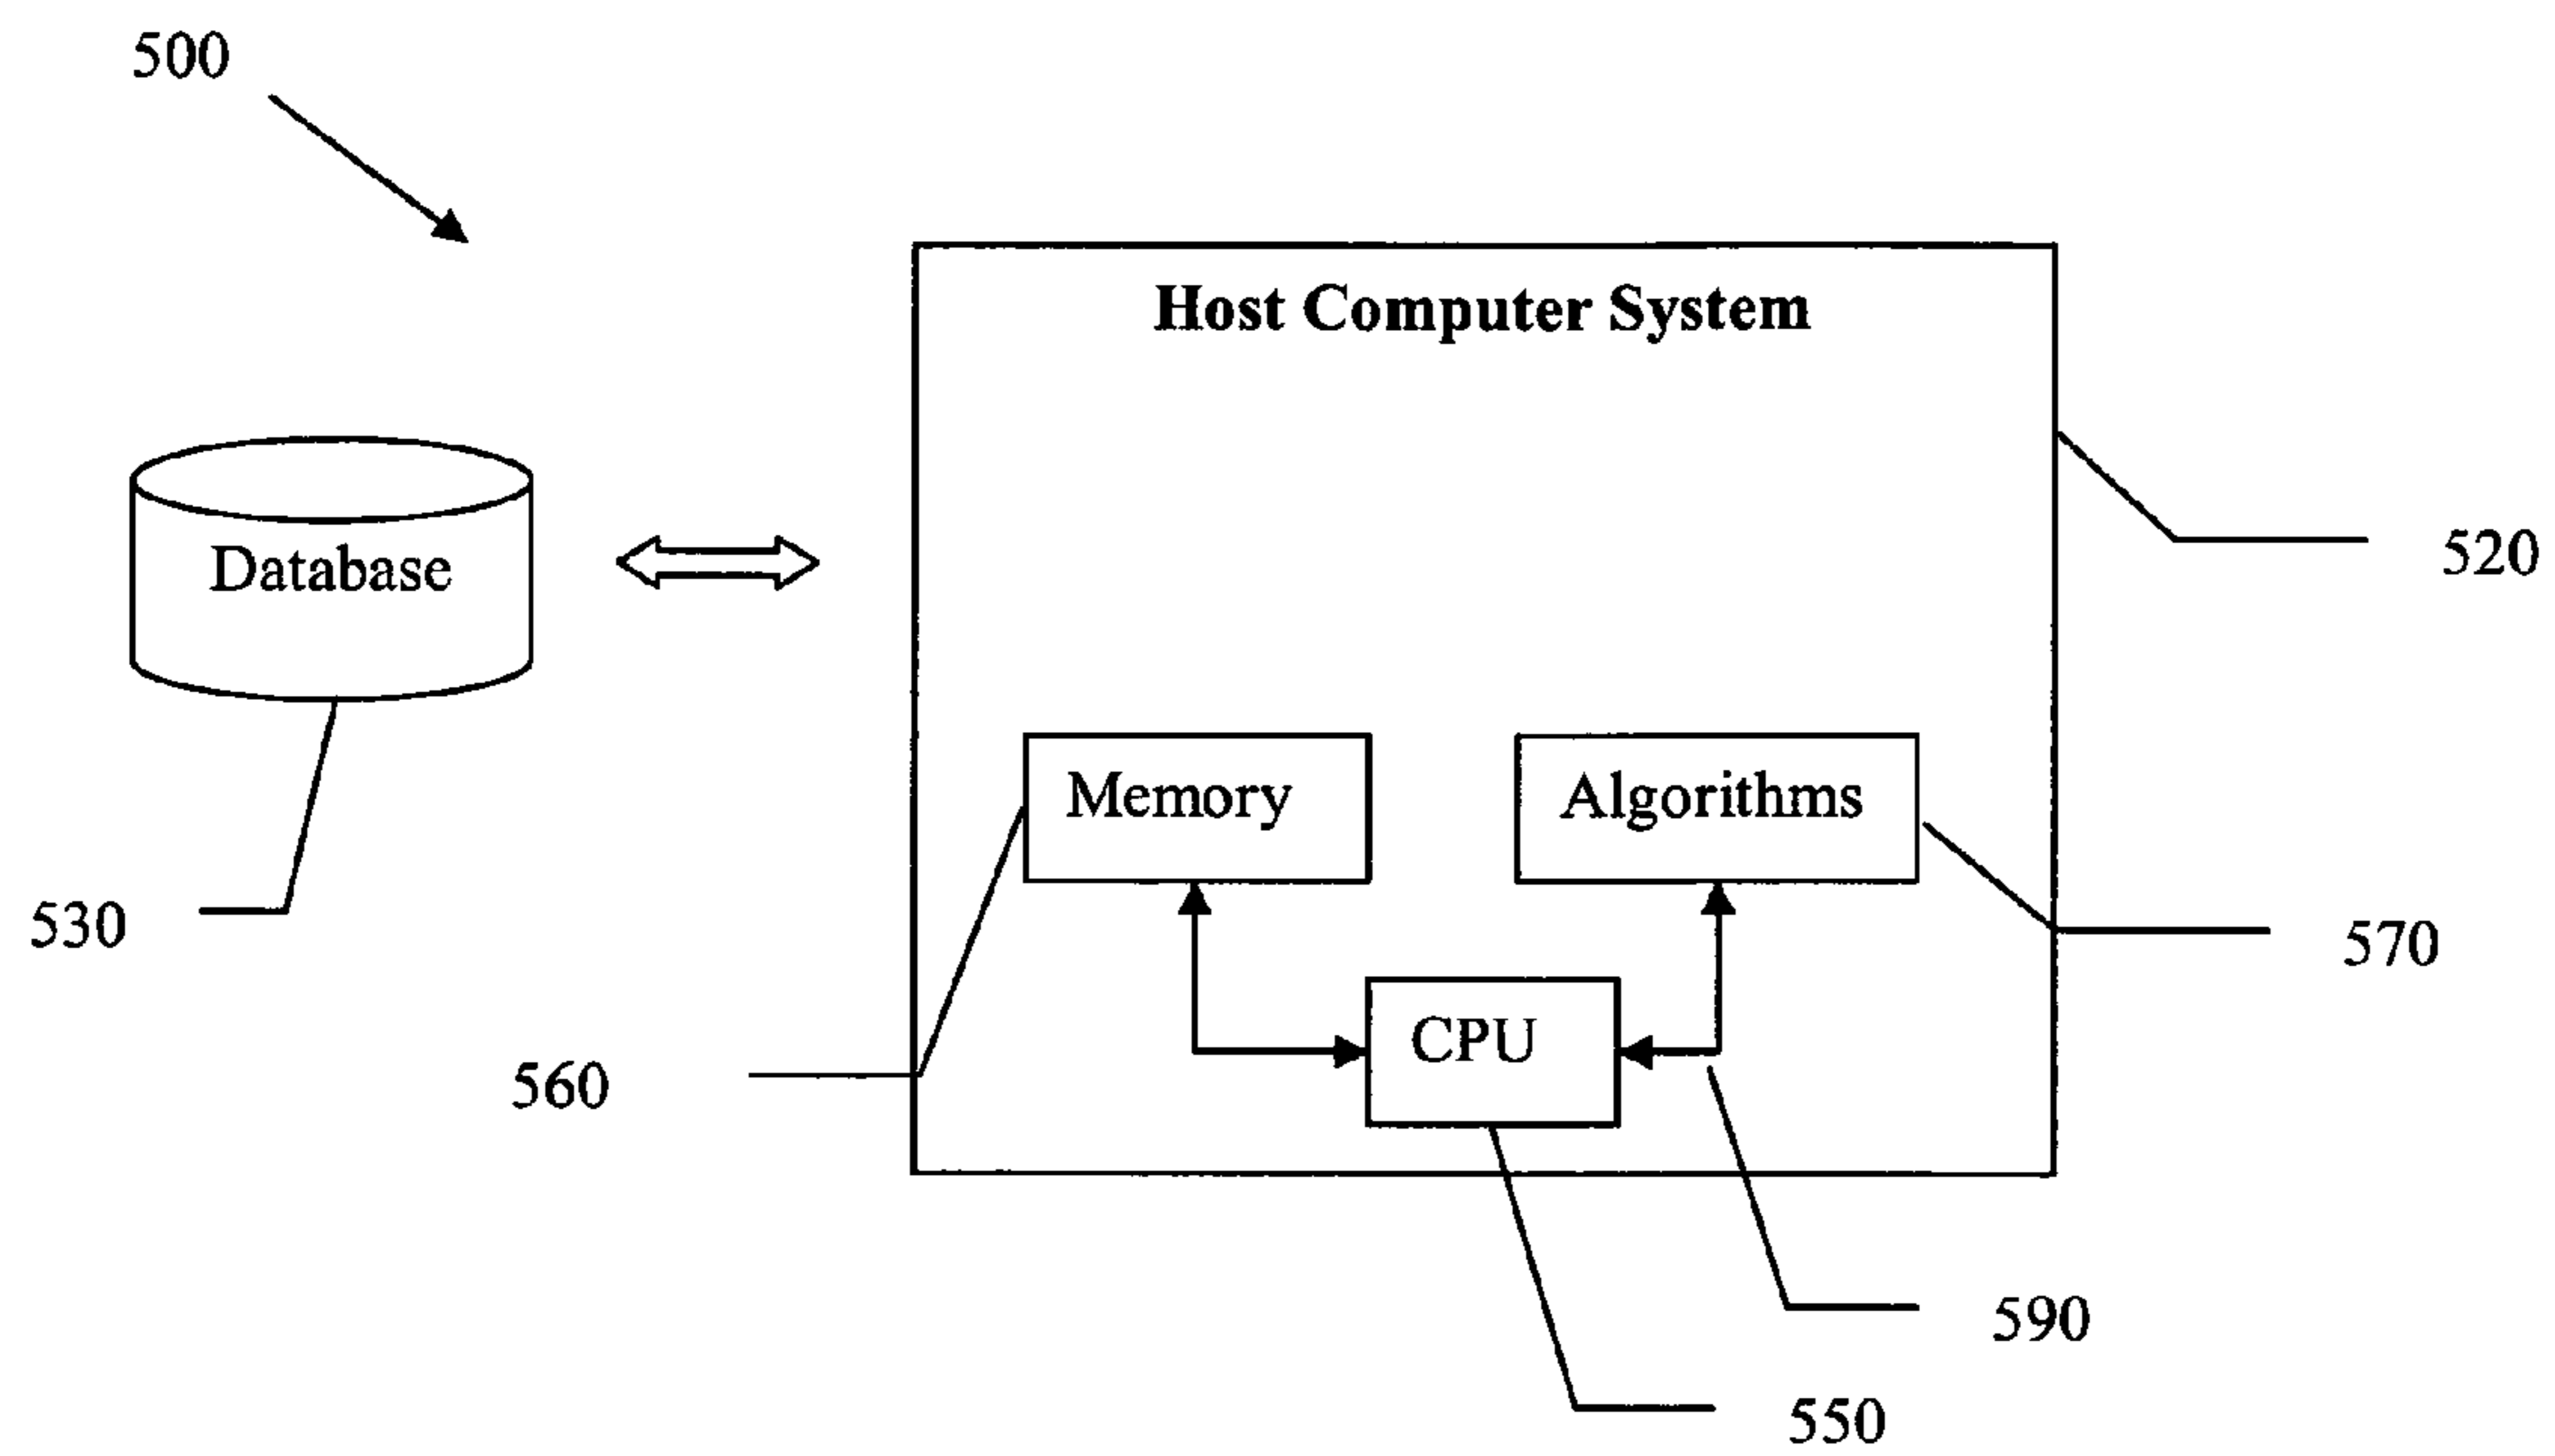 500
Host Computer System
520
Database
Memory
Algorithms
530
570
CPU
560
590
550